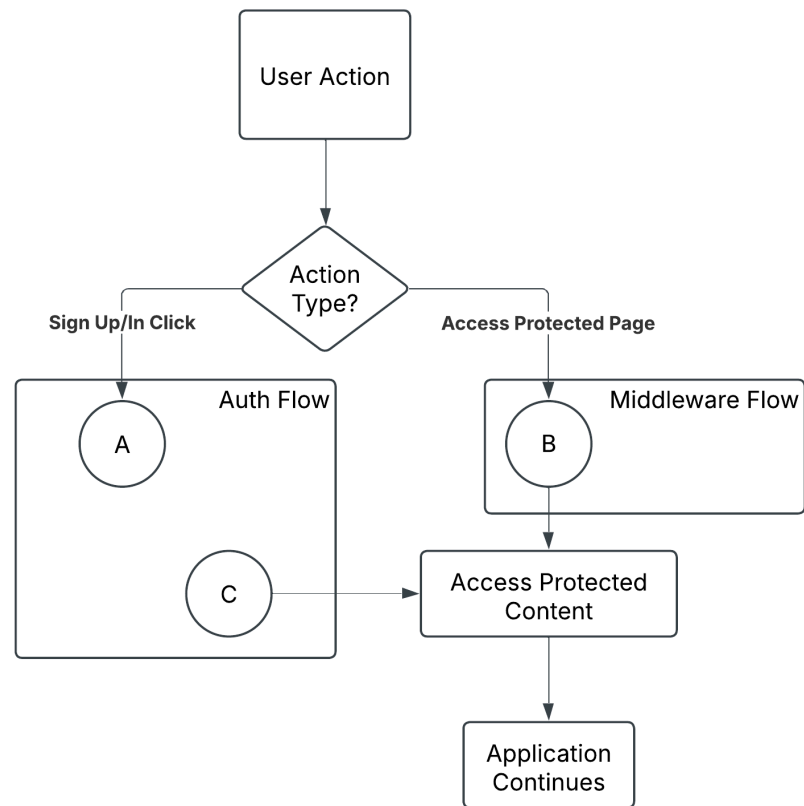 User Action
Action
Type?
Sign Up/In Click
Access Protected Page
Auth Flow
Middleware Flow
A
B
C
Access Protected
Content
Application
Continues